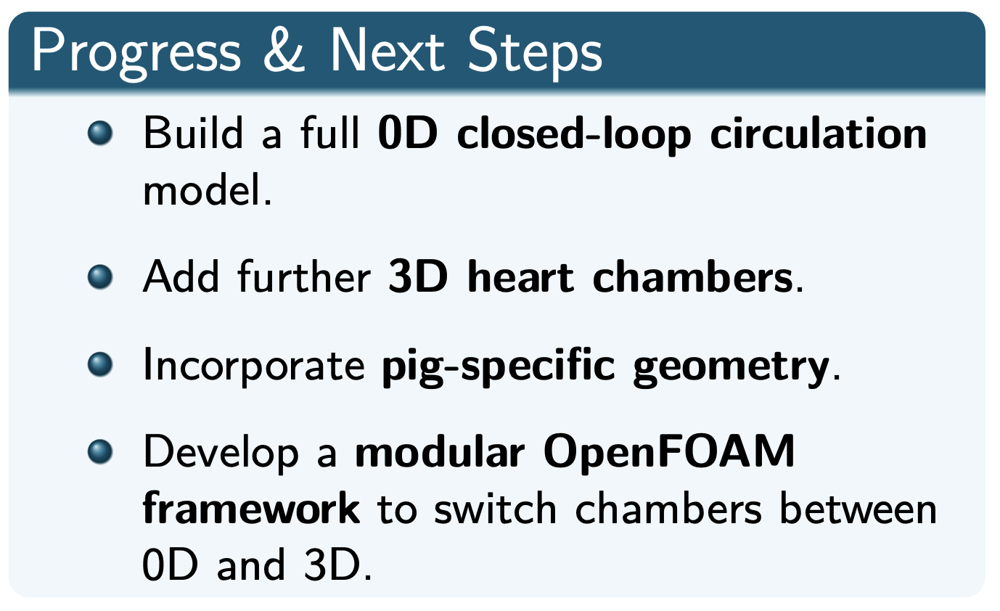 Progress & Next Steps
Build a full 0D closed-loop circulation
model.
Add further 3D heart chambers.
Incorporate pig-specific geometry.
Develop a modular OpenFOAM
framework to switch chambers between
0D and 3D.